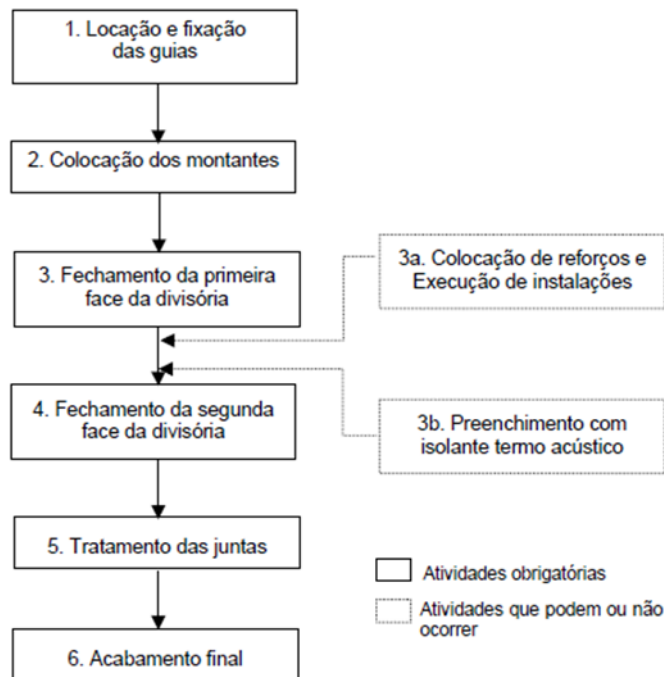 1. Locação e fixação
das guias
2. Colocação dos montantes
3. Fechamento da primeira
face da divisória
3a. Colocação de reforços e
Execução de instalações
4. Fechamento da segunda
face da divisória
3b. Preenchimento com
isolante termo acústico
5. Tratamento das juntas
Atividades obrigatórias
Atividades que podem ou não
ocorrer
6. Acabamento final